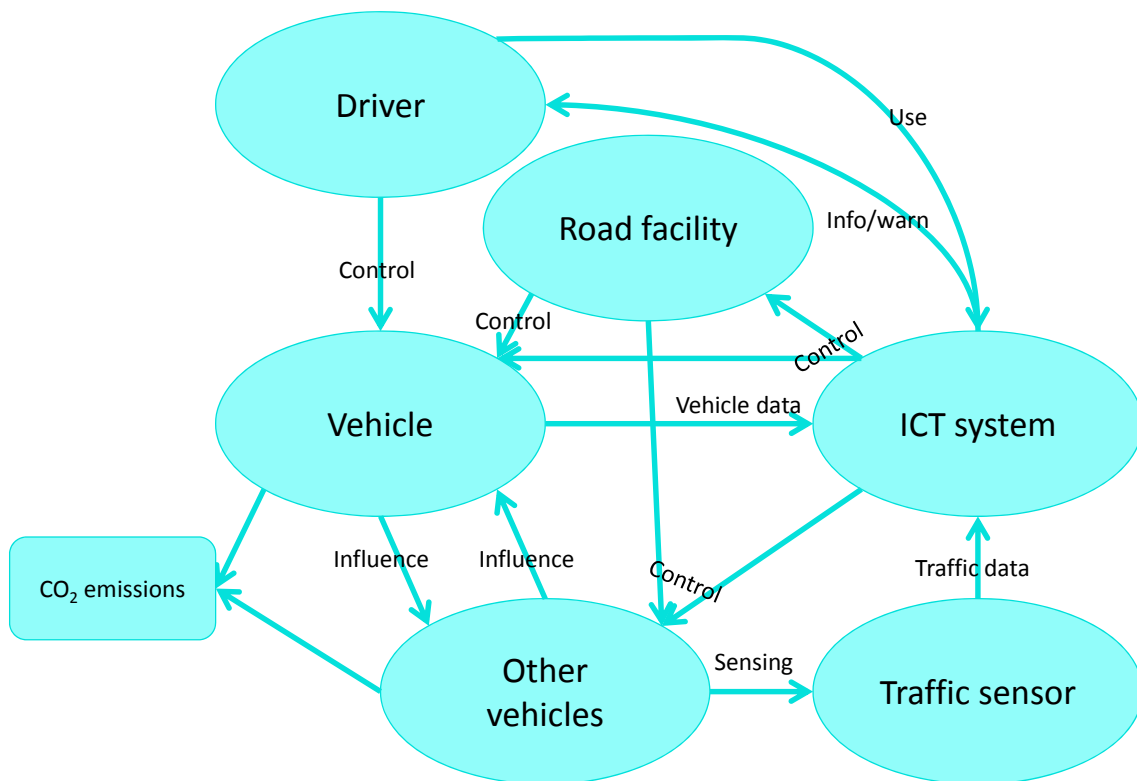 Driver
Use
Road facility
Info/warn
Control
Control
Control
Vehicle
Vehicle data
ICT system
Influence
Influence
Control
Traffic data
CO₂ emissions
Sensing
Other
vehicles
Traffic sensor